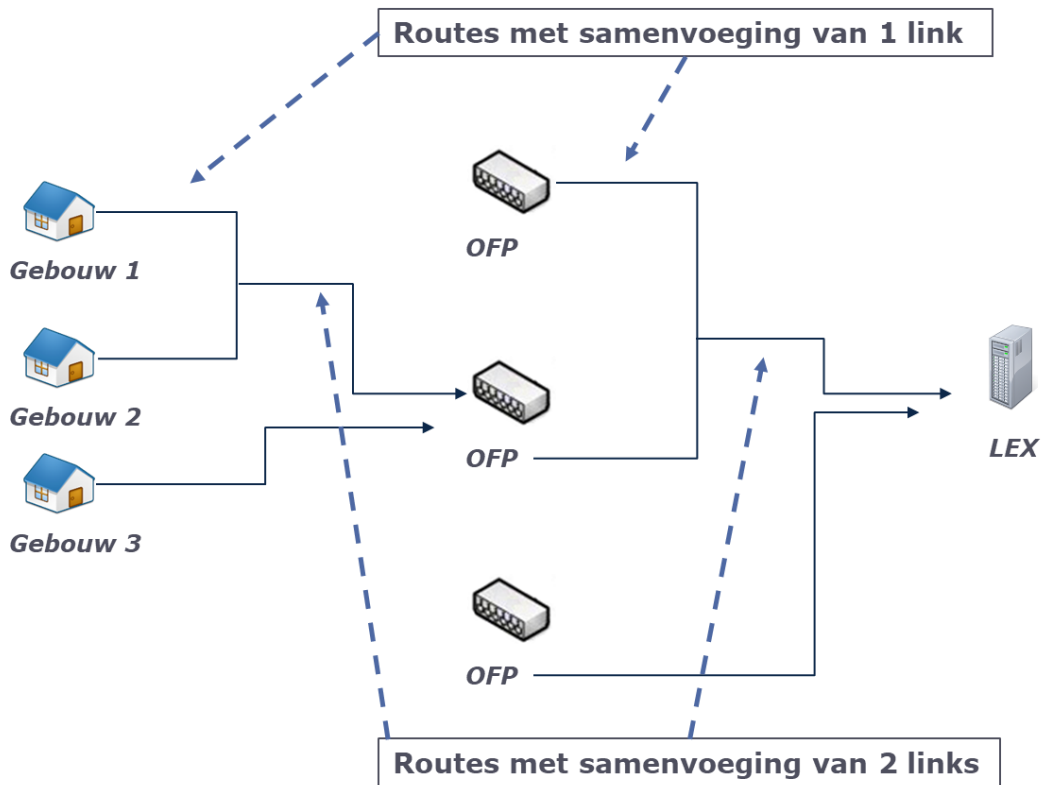 Routes met samenvoeging van 1 link
OFP
Gebouw 1
Gebouw 2
OFP
LEX
Gebouw 3
OFP
Routes met samenvoeging van 2 links